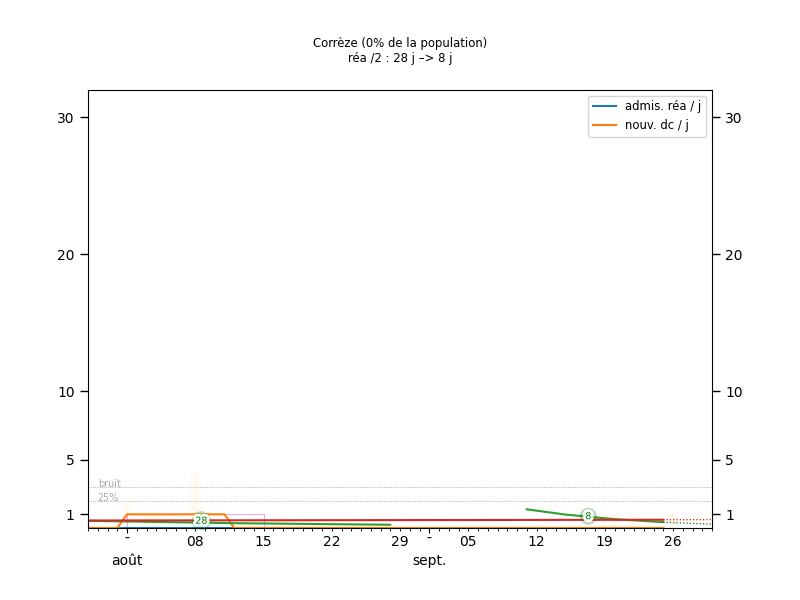 Corrèze (0% de la population)
réa /2 : 28 j –> 8 j
admis. réa / j
nouv. dc / j
30
30
20
20
10
10
5
5
bruit
25%
1
1
28
8
- 08 15 22 29 - 05 12 19 26
août sept.